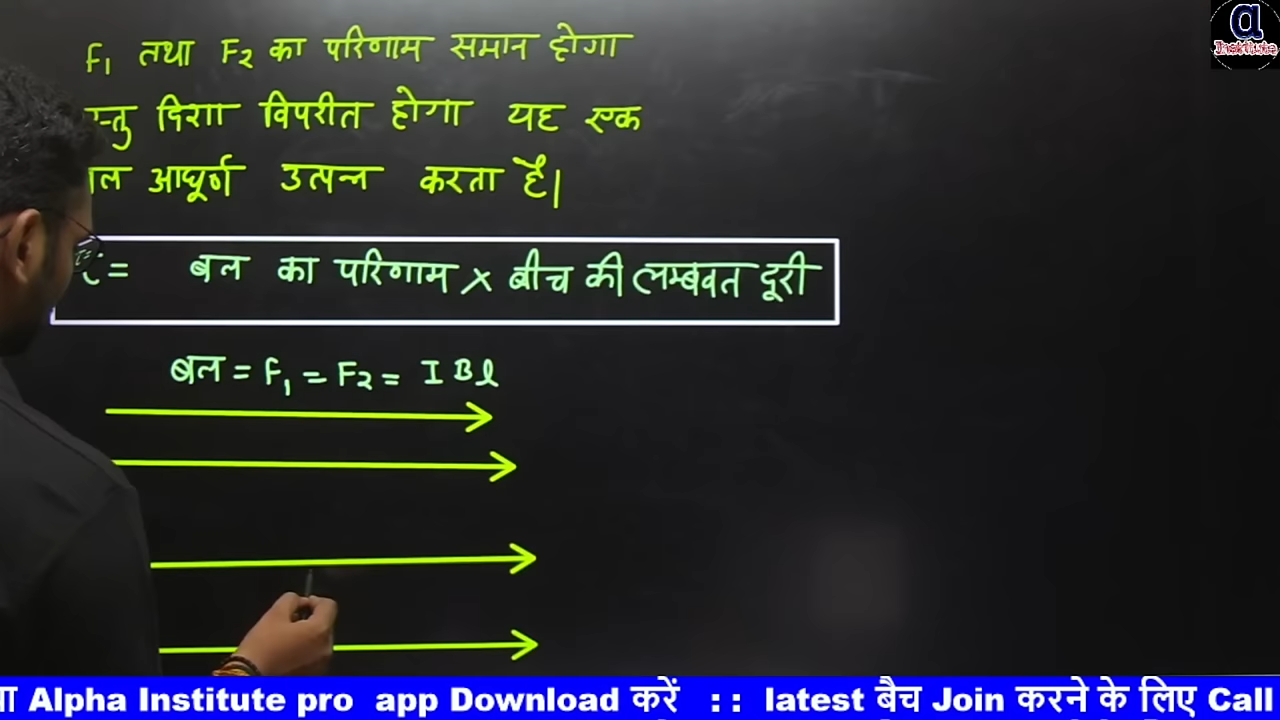 a
Institute
F₁ तथा F₂ का परिणाम समान होगा
दिशा विपरीत होगा यह एक
आघूर्ण उत्पन्न करता है।
= बल का परिणाम × बीच की लम्बवत दूरी
बल = F₁ = F₂ = I B l
Alpha Institute pro app Download करें :: latest बैच Join करने के लिए Call